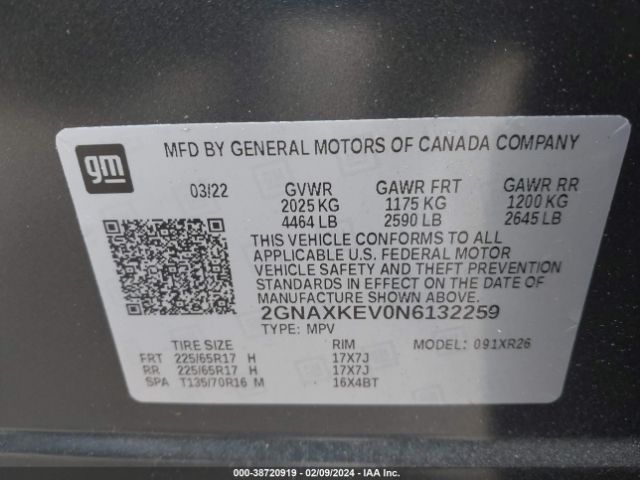 gm
MFD BY GENERAL MOTORS OF CANADA COMPANY
03/22 GVWR GAWR FRT GAWR RR
2025 KG 1175 KG 1200 KG
4464 LB 2590 LB 2645 LB
THIS VEHICLE CONFORMS TO ALL
APPLICABLE U.S. FEDERAL MOTOR
VEHICLE SAFETY AND THEFT PREVENTION
STANDARDS IN EFFECT ON THE DATE OF
MANUFACTURE SHOWN ABOVE.
2GNAXKEV0N6132259
TYPE: MPV
TIRE SIZE RIM MODEL: 091XR26
FRT 225/65R17 H 17X7J
RR 225/65R17 H 17X7J
SPA T135/70R16 M 16X4BT
000-38720919 - 02/09/2024 - IAA Inc.